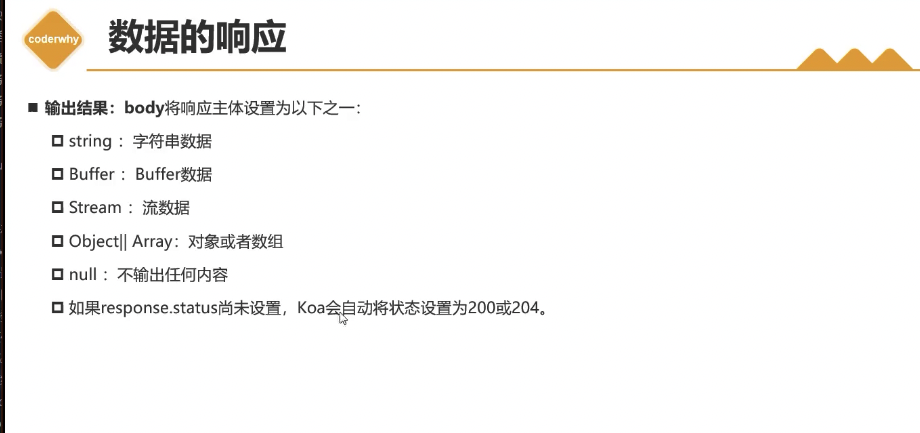 coderwhy
数据的响应
输出结果：body将响应主体设置为以下之一：
string ：字符串数据
Buffer ：Buffer数据
Stream ：流数据
Object|| Array：对象或者数组
null ：不输出任何内容
如果response.status尚未设置，Koa会自动将状态设置为200或204。